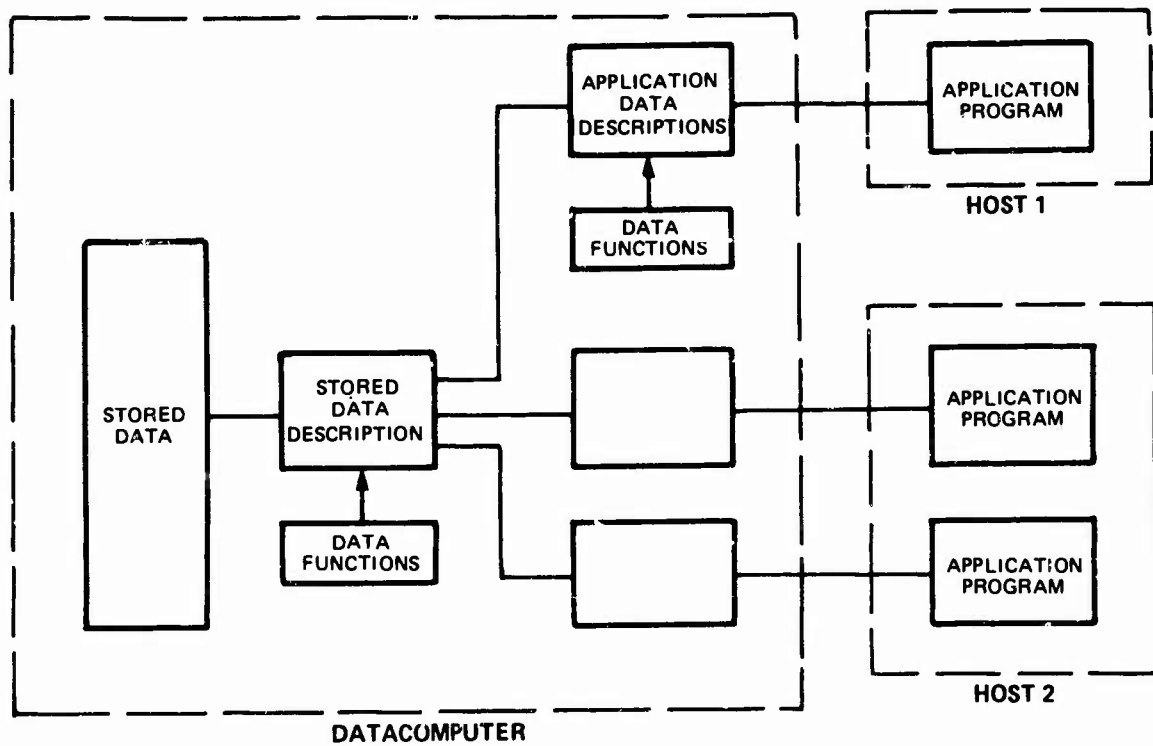 APPLICATION
DATA
DESCRIPTIONS
APPLICATION
PROGRAM
HOST 1
DATA
FUNCTIONS
STORED
DATA
STORED
DATA
DESCRIPTION
APPLICATION
PROGRAM
DATA
FUNCTIONS
APPLICATION
PROGRAM
HOST 2
DATACOMPUTER